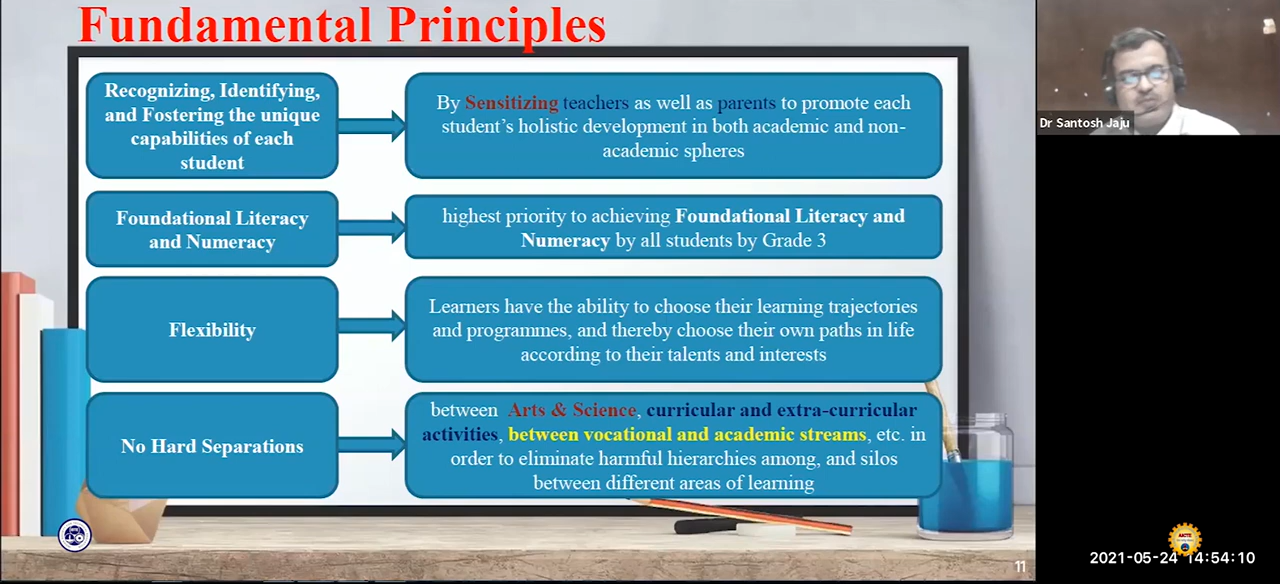 Fundamental Principles
Recognizing, Identifying,
and Fostering the unique
capabilities of each
student
By Sensitizing teachers as well as parents to promote each
student's holistic development in both academic and non-
academic spheres
Foundational Literacy
and Numeracy
highest priority to achieving Foundational Literacy and
Numeracy by all students by Grade 3
Flexibility
Learners have the ability to choose their learning trajectories
and programmes, and thereby choose their own paths in life
according to their talents and interests
No Hard Separations
between Arts & Science, curricular and extra-curricular
activities, between vocational and academic streams, etc. in
order to eliminate harmful hierarchies among, and silos
between different areas of learning
11
Dr Santosh Jaju
AICTE
2021-05-24 14:54:10